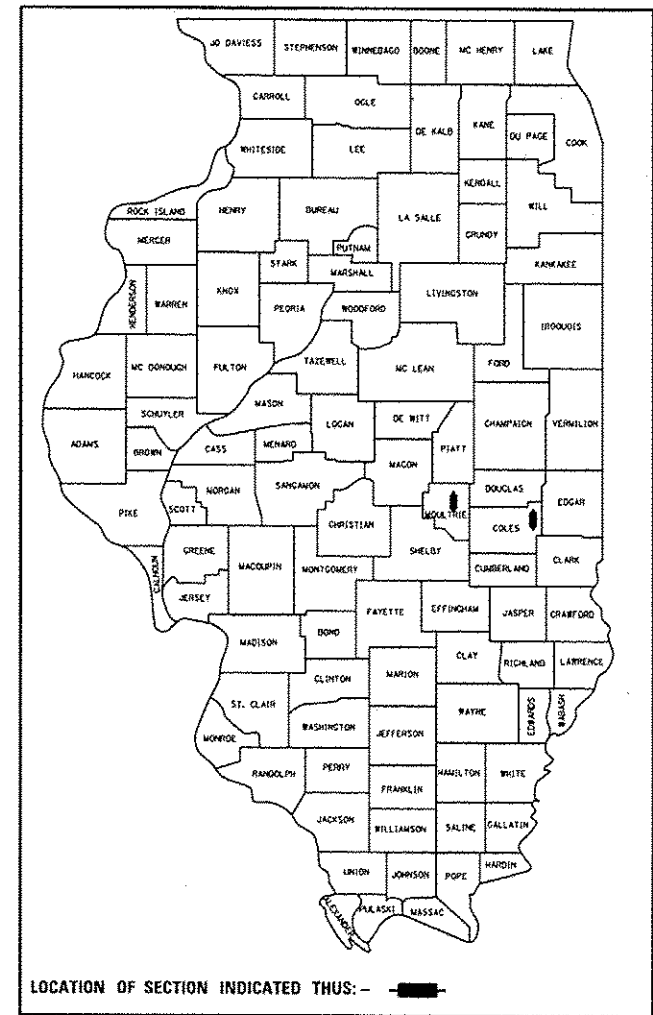 JO DAVIESS STEPHENSON WINNEBAGO BOONE MC HENRY LAKE
CARROLL OGLE
DE KALB KANE DU PAGE COOK
WHITESIDE LEE
KENDALL
ROCK ISLAND HENRY BUREAU LA SALLE WILL
MERCER PUTNAM GRUNDY
STARK MARSHALL KANKAKEE
HENDERSON WARREN KNOX PEORIA WOODFORD LIVINGSTON IROQUOIS
HANCOCK MC DONOUGH FULTON TAZEWELL MC LEAN FORD
MASON
SCHUYLER LOGAN DE WITT CHAMPAIGN VERMILION
ADAMS BROWN CASS MENARD PIATT
MACON
MORGAN SANGAMON DOUGLAS EDGAR
PIKE SCOTT CHRISTIAN MOULTRIE COLES
GREENE SHELBY
CALHOUN MACOUPIN MONTGOMERY CUMBERLAND CLARK
JERSEY
FAYETTE EFFINGHAM JASPER CRAWFORD
MADISON BOND
CLAY RICHLAND LAWRENCE
CLINTON MARION
ST. CLAIR WAYNE EDWARDS WABASH
WASHINGTON JEFFERSON
MONROE
RANDOLPH PERRY HAMILTON WHITE
FRANKLIN
JACKSON WILLIAMSON SALINE GALLATIN
UNION JOHNSON POPE HARDIN
ALEXANDER PULASKI MASSAC
LOCATION OF SECTION INDICATED THUS: -